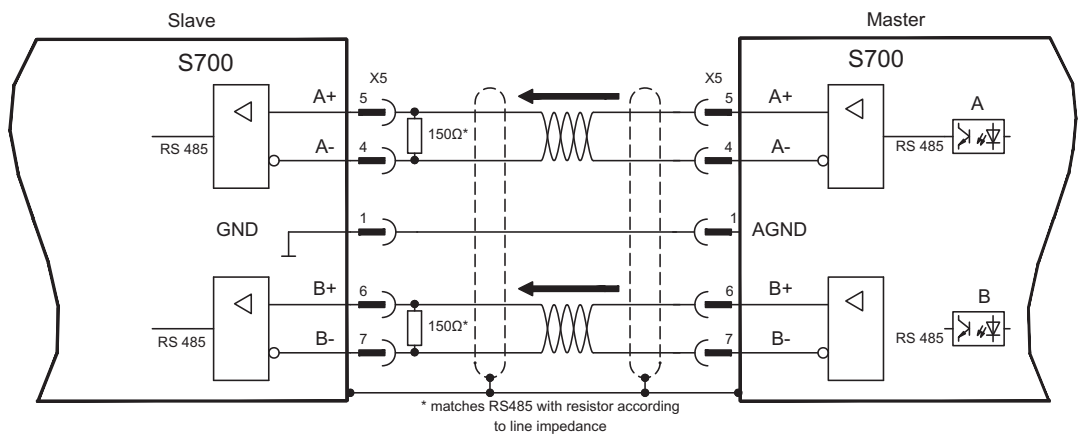 Slave
Master
S700
S700
X5
X5
A+
5
5
A+
A
150Ω*
RS 485
A-
4
4
A-
RS 485
GND
1
1
AGND
B+
6
6
B+
B
150Ω*
RS 485
B-
7
7
B-
RS 485
* matches RS485 with resistor according
to line impedance